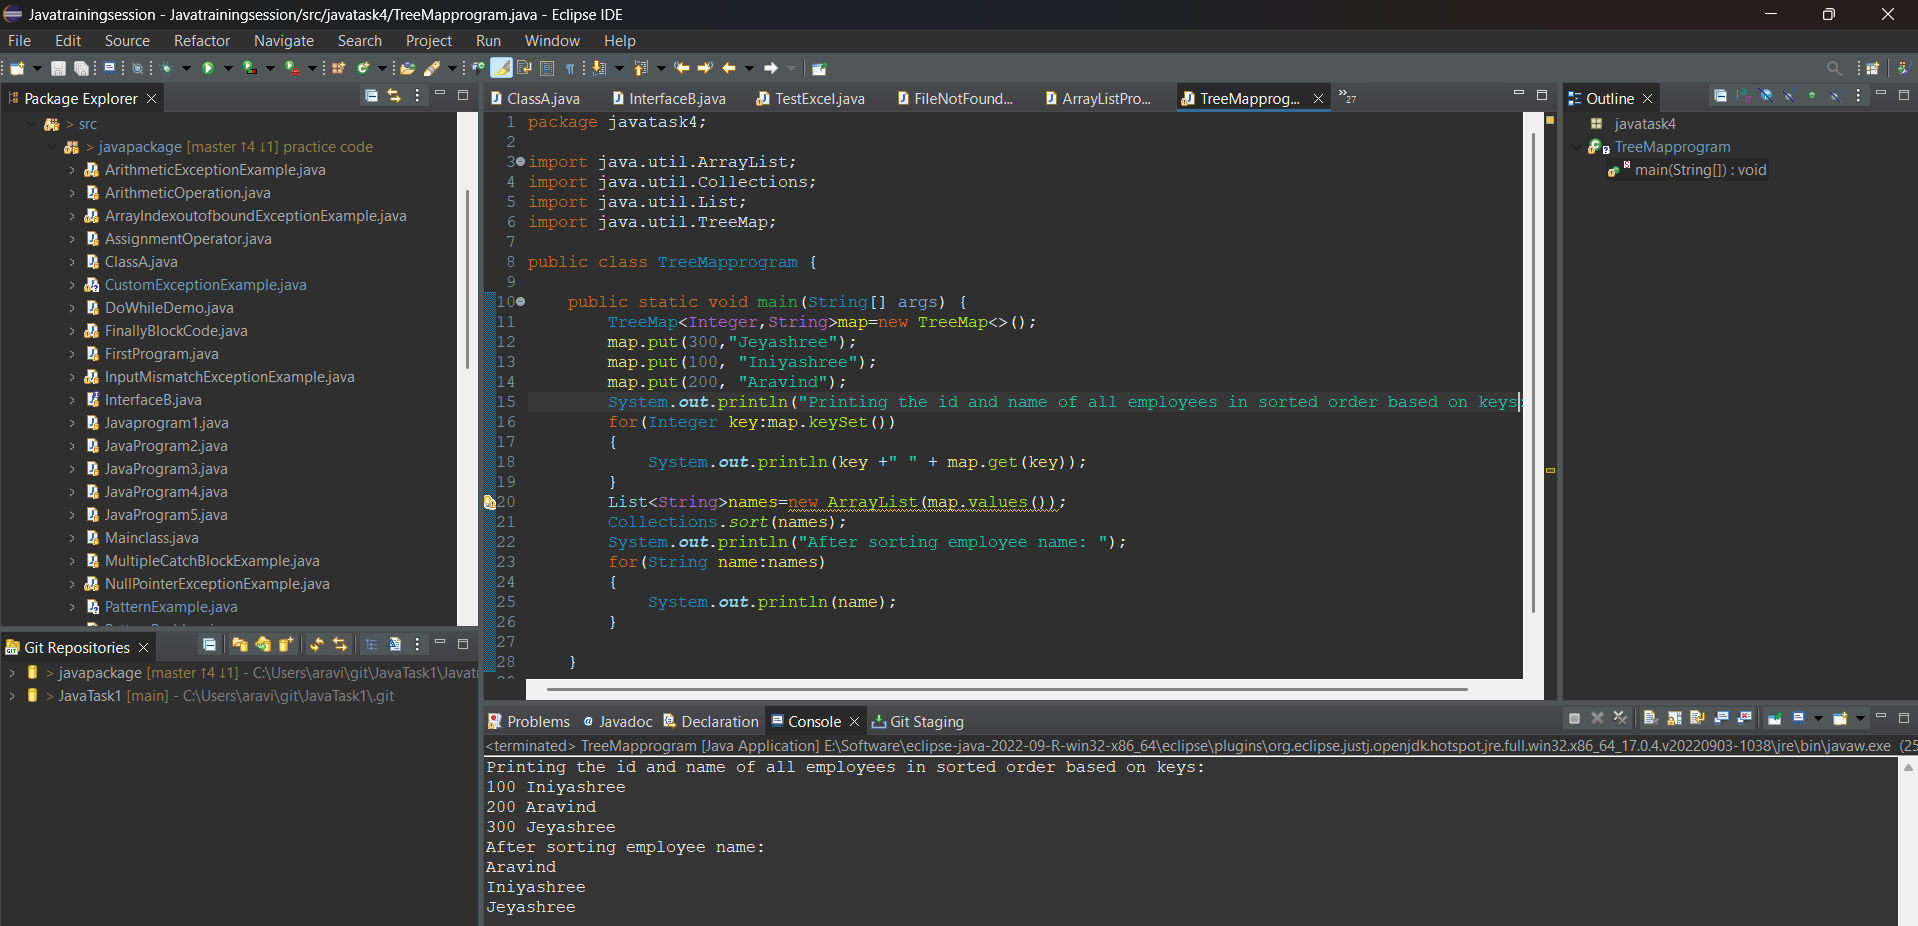 Javatrainingsession - Javatrainingsession/src/javatask4/TreeMapprogram.java - Eclipse IDE
File Edit Source Refactor Navigate Search Project Run Window Help
Package Explorer
> src
> javapackage [master ↑4 ↓1] practice code
> ArithmeticExceptionExample.java
> ArithmeticOperation.java
> ArrayIndexoutofboundExceptionExample.java
> AssignmentOperator.java
> ClassA.java
> CustomExceptionExample.java
> DoWhileDemo.java
> FinallyBlockCode.java
> FirstProgram.java
> InputMismatchExceptionExample.java
> InterfaceB.java
> Javaprogram1.java
> JavaProgram2.java
> JavaProgram3.java
> JavaProgram4.java
> JavaProgram5.java
> Mainclass.java
> MultipleCatchBlockExample.java
> NullPointerExceptionExample.java
> PatternExample.java
Git Repositories
> > javapackage [master ↑4 ↓1] - C:\Users\aravi\git\JavaTask1\Javatr
> > JavaTask1 [main] - C:\Users\aravi\git\JavaTask1\.git
ClassA.java InterfaceB.java TestExcel.java FileNotFound... ArrayListPro... TreeMapprog... »27
1 package javatask4;
2
3 import java.util.ArrayList;
4 import java.util.Collections;
5 import java.util.List;
6 import java.util.TreeMap;
7
8 public class TreeMapprogram {
9
10 public static void main(String[] args) {
11 TreeMap<Integer,String>map=new TreeMap<>();
12 map.put(300,"Jeyashree");
13 map.put(100, "Iniyashree");
14 map.put(200, "Aravind");
15 System.out.println("Printing the id and name of all employees in sorted order based on keys:
16 for(Integer key:map.keySet())
17 {
18 System.out.println(key +" " + map.get(key));
19 }
20 List<String>names=new ArrayList(map.values());
21 Collections.sort(names);
22 System.out.println("After sorting employee name: ");
23 for(String name:names)
24 {
25 System.out.println(name);
26 }
27
28 }
Outline
javatask4
TreeMapprogram
main(String[]) : void
Problems @ Javadoc Declaration Console Git Staging
<terminated> TreeMapprogram [Java Application] E:\Software\eclipse-java-2022-09-R-win32-x86_64\eclipse\plugins\org.eclipse.justj.openjdk.hotspot.jre.full.win32.x86_64_17.0.4.v20220903-1038\jre\bin\javaw.exe (25
Printing the id and name of all employees in sorted order based on keys:
100 Iniyashree
200 Aravind
300 Jeyashree
After sorting employee name:
Aravind
Iniyashree
Jeyashree